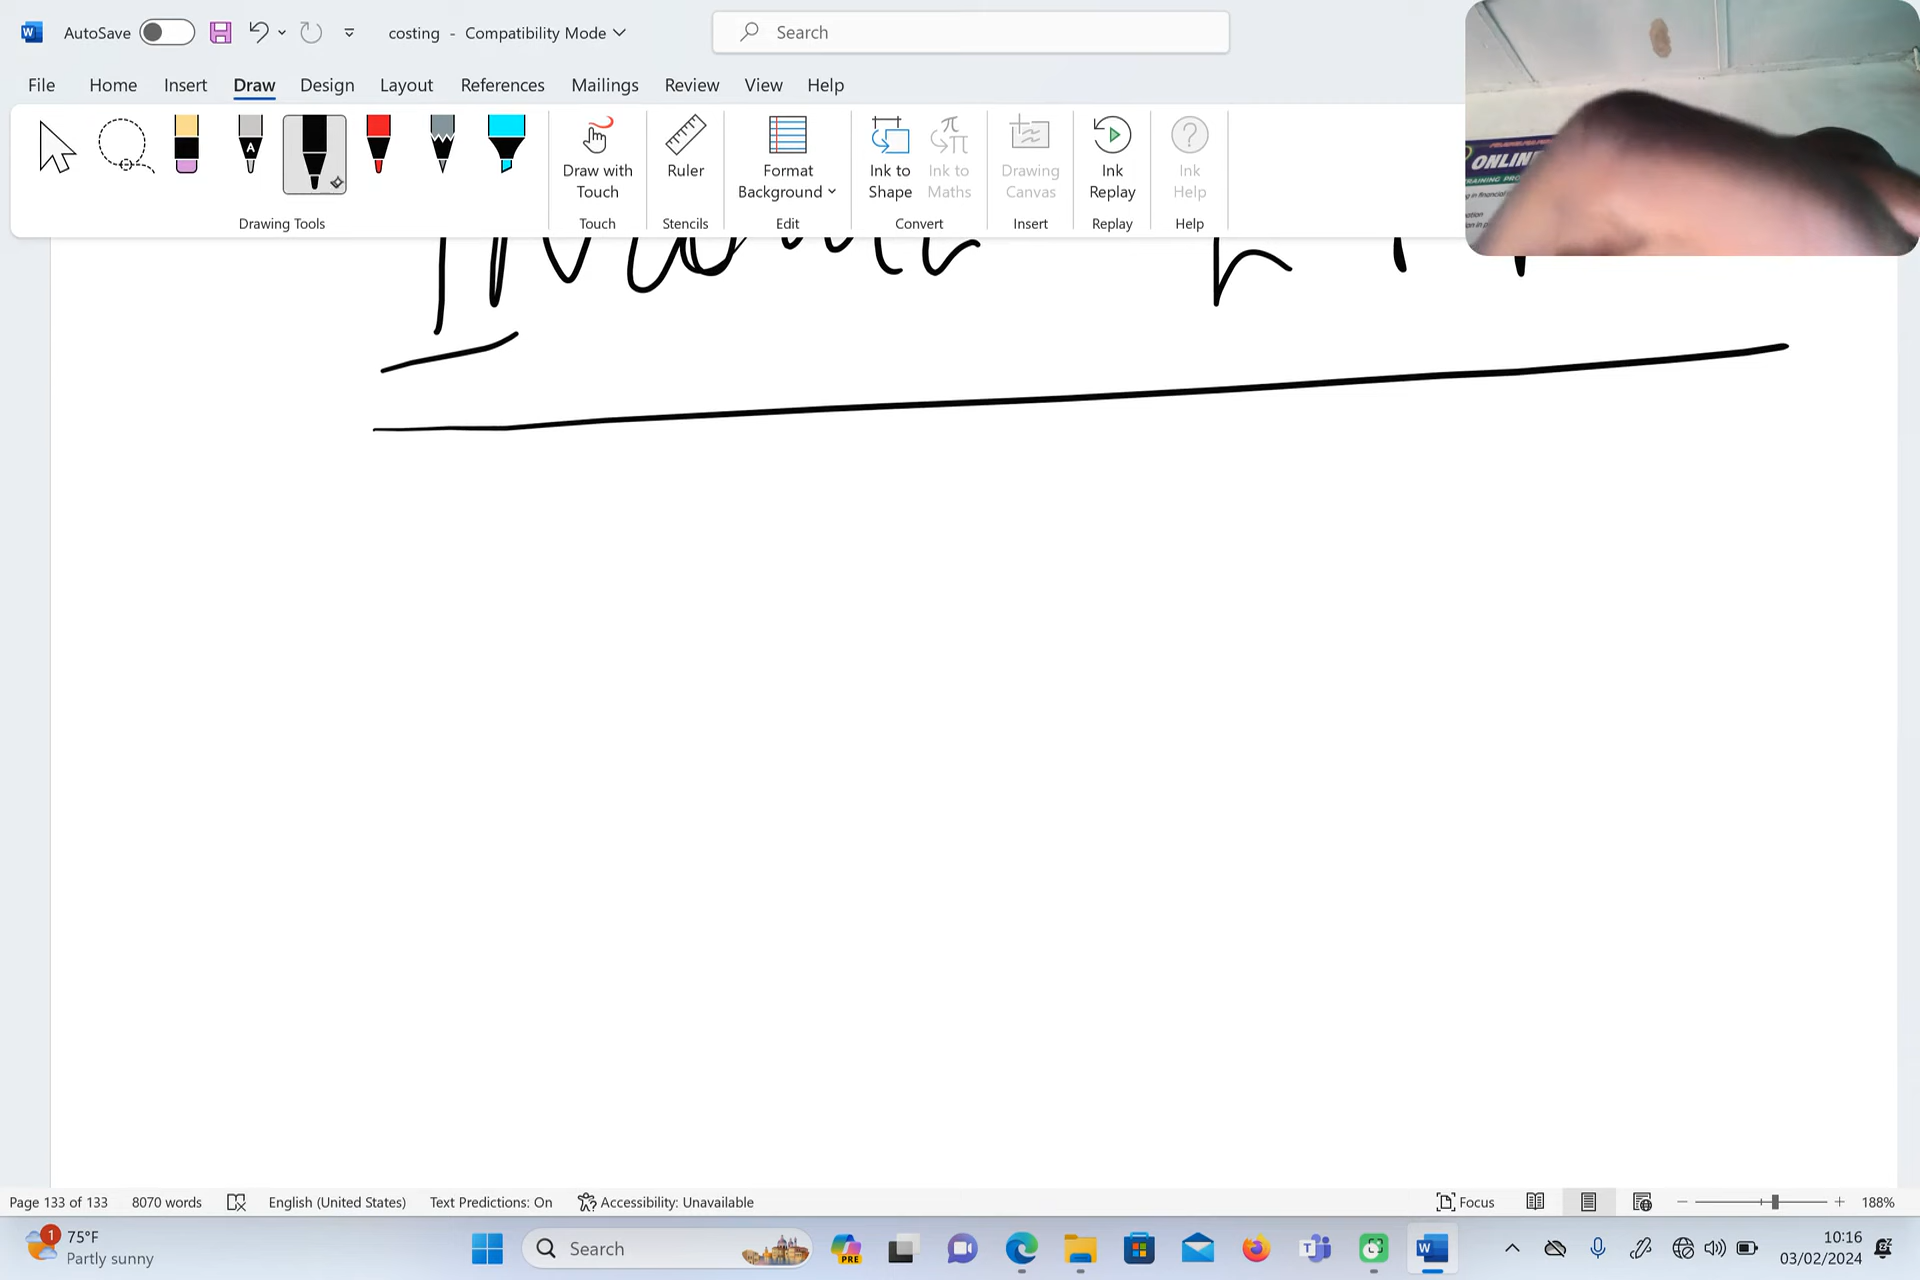 AutoSave costing - Compatibility Mode Search
File Home Insert Draw Design Layout References Mailings Review View Help
A
Draw with Touch Ruler Format Background Ink to Shape Ink to Maths Drawing Canvas Ink Replay Ink Help
Drawing Tools Touch Stencils Edit Convert Insert Replay Help
ONLIN
Page 133 of 133 8070 words English (United States) Text Predictions: On Accessibility: Unavailable Focus 188%
1 75°F
Partly sunny
Search
PRE
10:16
03/02/2024